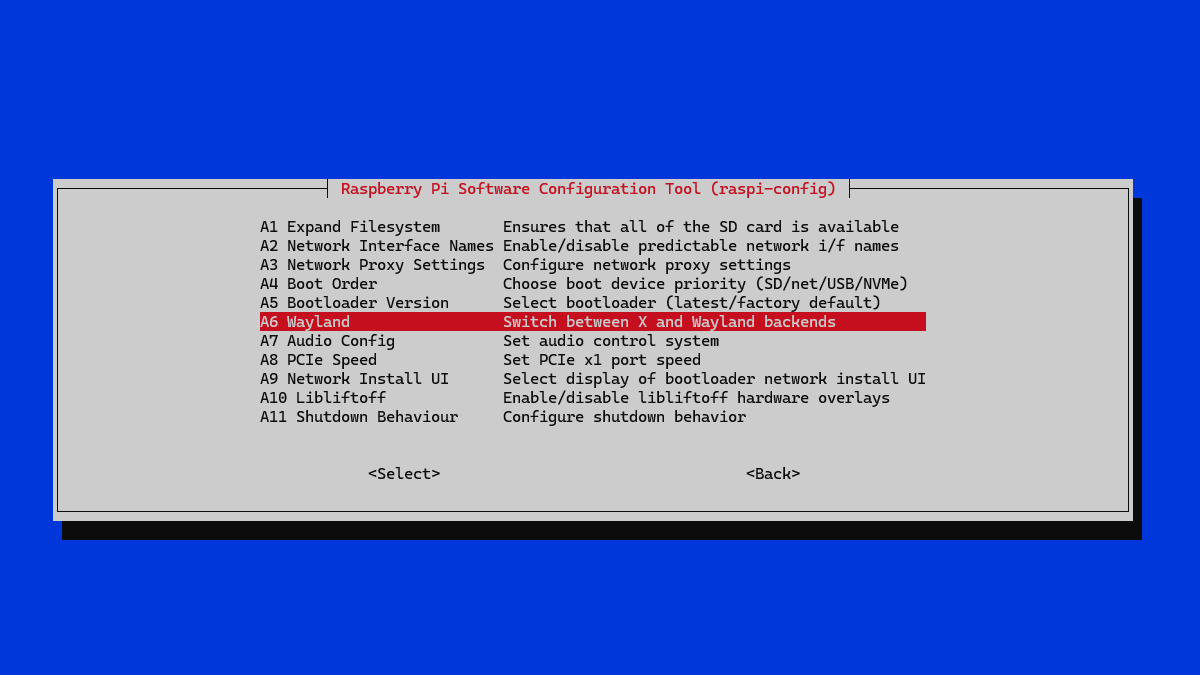 Raspberry Pi Software Configuration Tool (raspi-config)
A1 Expand Filesystem Ensures that all of the SD card is available
A2 Network Interface Names Enable/disable predictable network i/f names
A3 Network Proxy Settings Configure network proxy settings
A4 Boot Order Choose boot device priority (SD/net/USB/NVMe)
A5 Bootloader Version Select bootloader (latest/factory default)
A6 Wayland Switch between X and Wayland backends
A7 Audio Config Set audio control system
A8 PCIe Speed Set PCIe x1 port speed
A9 Network Install UI Select display of bootloader network install UI
A10 Libliftoff Enable/disable libliftoff hardware overlays
A11 Shutdown Behaviour Configure shutdown behavior
<Select> <Back>